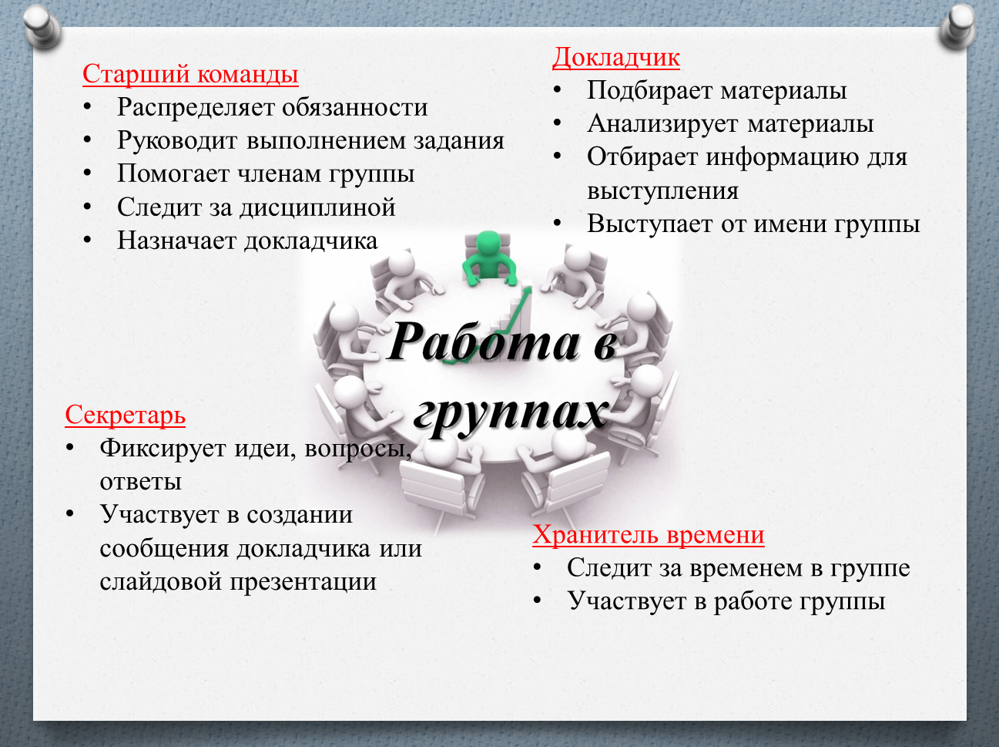 Старший команды
• Распределяет обязанности
• Руководит выполнением задания
• Помогает членам группы
• Следит за дисциплиной
• Назначает докладчика
Докладчик
• Подбирает материалы
• Анализирует материалы
• Отбирает информацию для
выступления
• Выступает от имени группы
Работа в
группах
Секретарь
• Фиксирует идеи, вопросы,
ответы
• Участвует в создании
сообщения докладчика или
слайдовой презентации
Хранитель времени
• Следит за временем в группе
• Участвует в работе группы